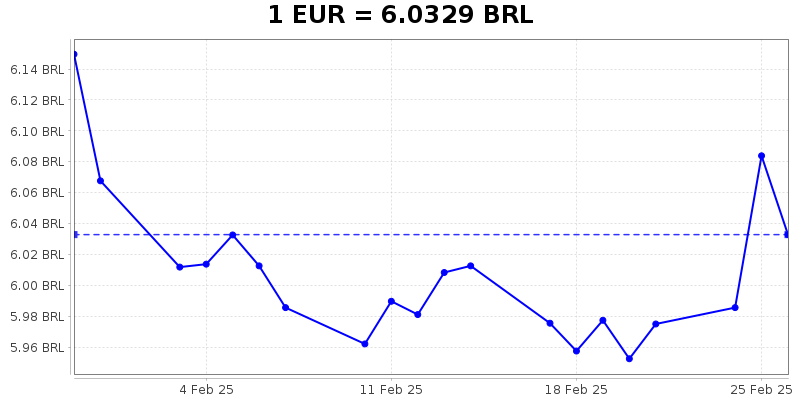 1 EUR = 6.0329 BRL
6.14 BRL
6.12 BRL
6.10 BRL
6.08 BRL
6.06 BRL
6.04 BRL
6.02 BRL
6.00 BRL
5.98 BRL
5.96 BRL
4 Feb 25 11 Feb 25 18 Feb 25 25 Feb 25